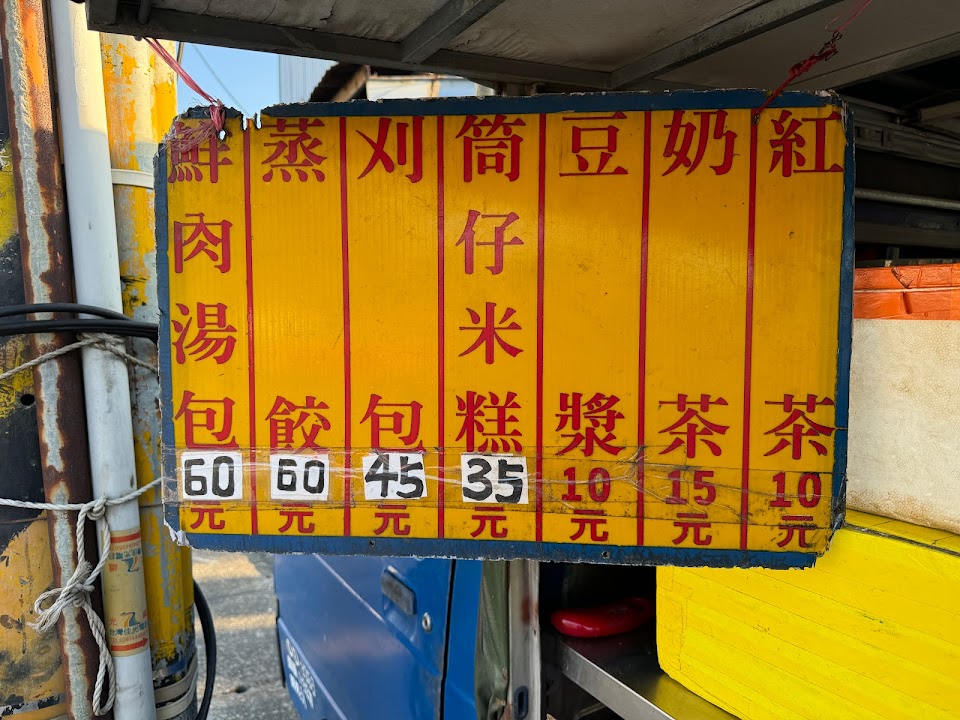 紅茶10元
奶茶15元
豆漿10元
筒仔米糕35元
刈包45元
蒸餃60元
鮮肉湯包60元